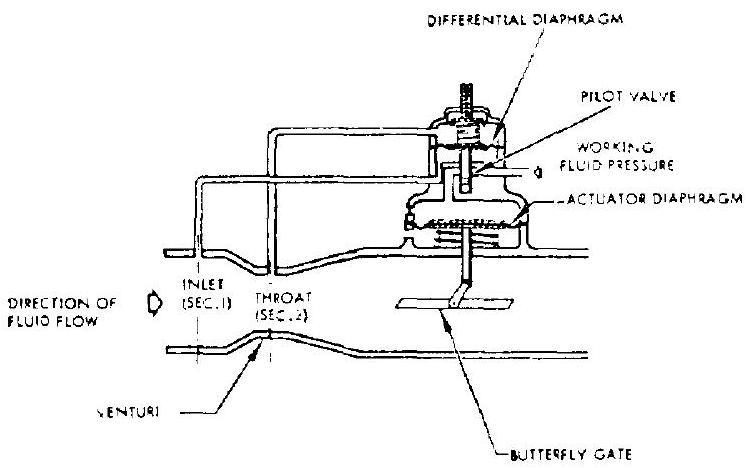 DIFFERENTIAL DIAPHRAGM
PILOT VALVE
WORKING
FLUID PRESSURE
ACTUATOR DIAPHRAGM
INLET
(SEC.1)
THROAT
(SEC.2)
DIRECTION OF
FLUID FLOW
VENTURI
BUTTERFLY GATE